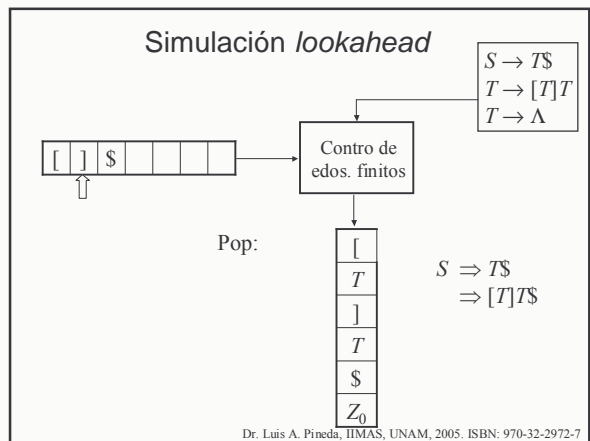 Simulación lookahead
S → T$
T → [T]T
T → Λ
Contro de
edos. finitos
[ ] $
Pop:
[
T
]
T
$
Z₀
S ⇒ T$
⇒ [T]T$
Dr. Luis A. Pineda, IIMAS, UNAM, 2005. ISBN: 970-32-2972-7